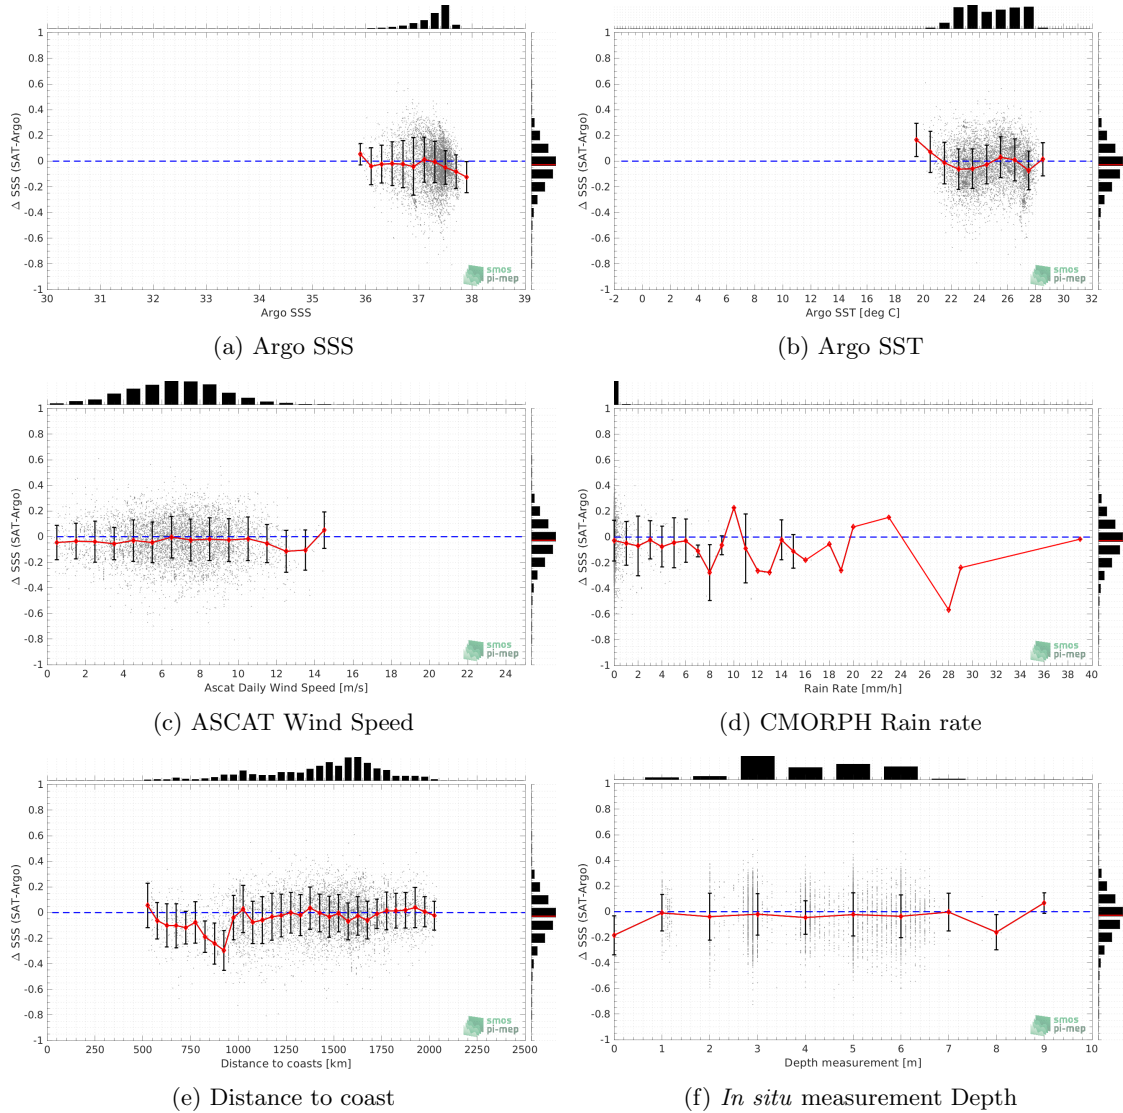 1
0.8
0.6
0.4
0.2
0
-0.2
-0.4
-0.6
-0.8
-1
Δ SSS (SAT-Argo)
30 31 32 33 34 35 36 37 38 39
Argo SSS
smos
pi-mep
(a) Argo SSS
1
0.8
0.6
0.4
0.2
0
-0.2
-0.4
-0.6
-0.8
-1
Δ SSS (SAT-Argo)
-2 0 2 4 6 8 10 12 14 16 18 20 22 24 26 28 30 32
Argo SST [deg C]
smos
pi-mep
(b) Argo SST
1
0.8
0.6
0.4
0.2
0
-0.2
-0.4
-0.6
-0.8
-1
Δ SSS (SAT-Argo)
0 2 4 6 8 10 12 14 16 18 20 22 24
Ascat Daily Wind Speed [m/s]
smos
pi-mep
(c) ASCAT Wind Speed
1
0.8
0.6
0.4
0.2
0
-0.2
-0.4
-0.6
-0.8
-1
Δ SSS (SAT-Argo)
0 2 4 6 8 10 12 14 16 18 20 22 24 26 28 30 32 34 36 38 40
Rain Rate [mm/h]
smos
pi-mep
(d) CMORPH Rain rate
1
0.8
0.6
0.4
0.2
0
-0.2
-0.4
-0.6
-0.8
-1
Δ SSS (SAT-Argo)
0 250 500 750 1000 1250 1500 1750 2000 2250 2500
Distance to coasts [km]
smos
pi-mep
(e) Distance to coast
1
0.8
0.6
0.4
0.2
0
-0.2
-0.4
-0.6
-0.8
-1
Δ SSS (SAT-Argo)
0 1 2 3 4 5 6 7 8 9 10
Depth measurement [m]
smos
pi-mep
(f) In situ measurement Depth